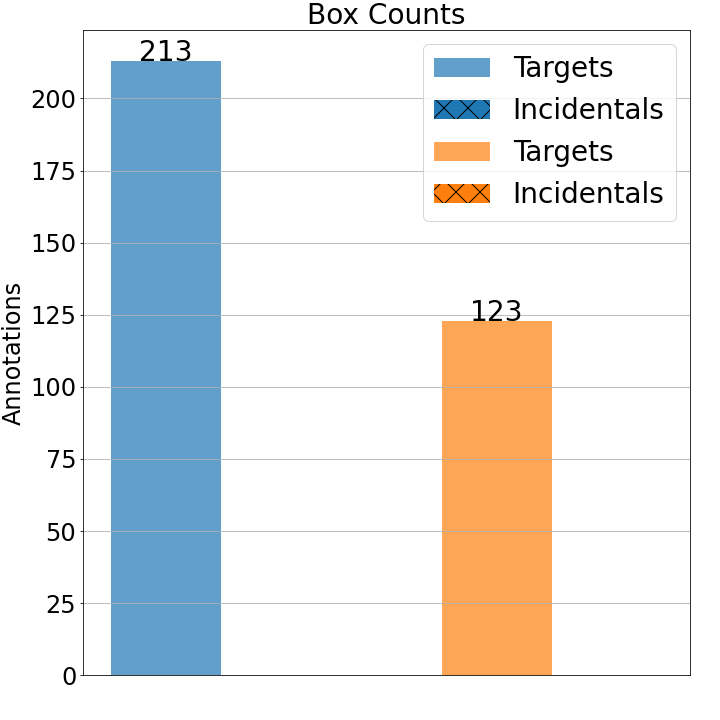 Box Counts
213
Targets
Incidentals
Targets
Incidentals
123
Annotations
200
175
150
125
100
75
50
25
0